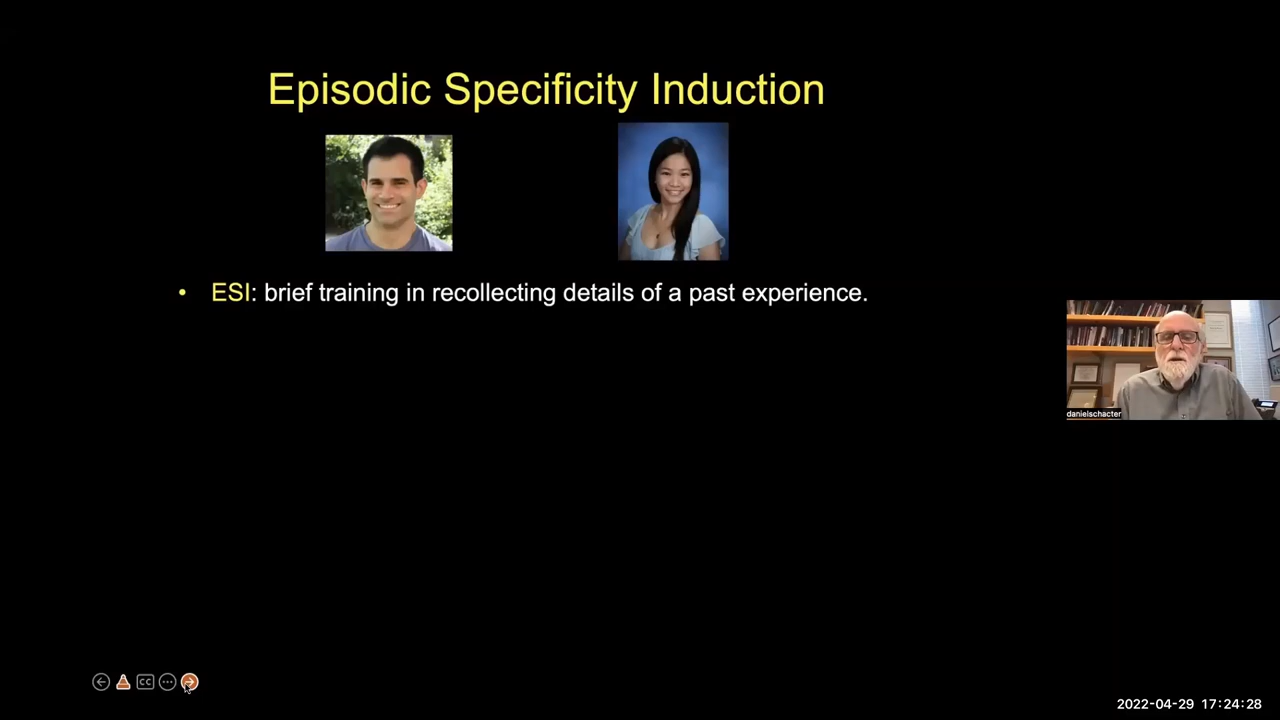 Episodic Specificity Induction
• ESI: brief training in recollecting details of a past experience.
danielschacter
CC
2022-04-29 17:24:28